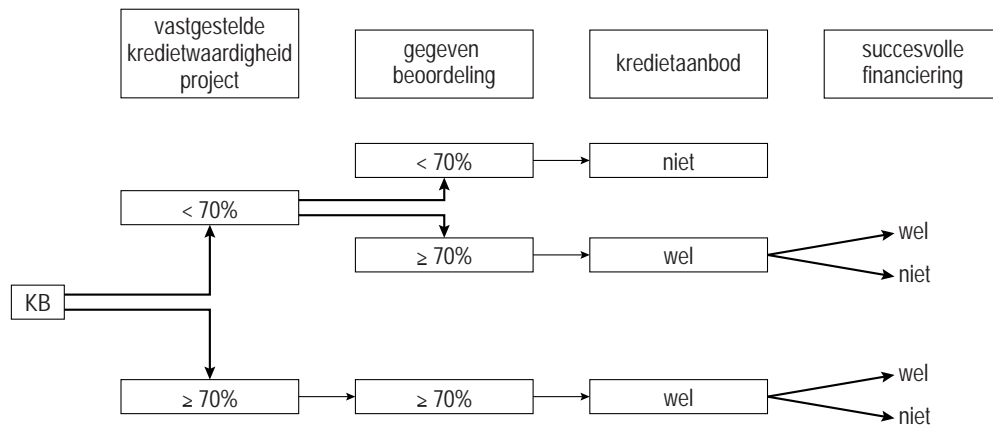 vastgestelde
kredietwaardigheid
project
gegeven
beoordeling
kredietaanbod
succesvolle
financiering
< 70%
niet
< 70%
≥ 70%
wel
wel
niet
KB
≥ 70%
≥ 70%
wel
wel
niet